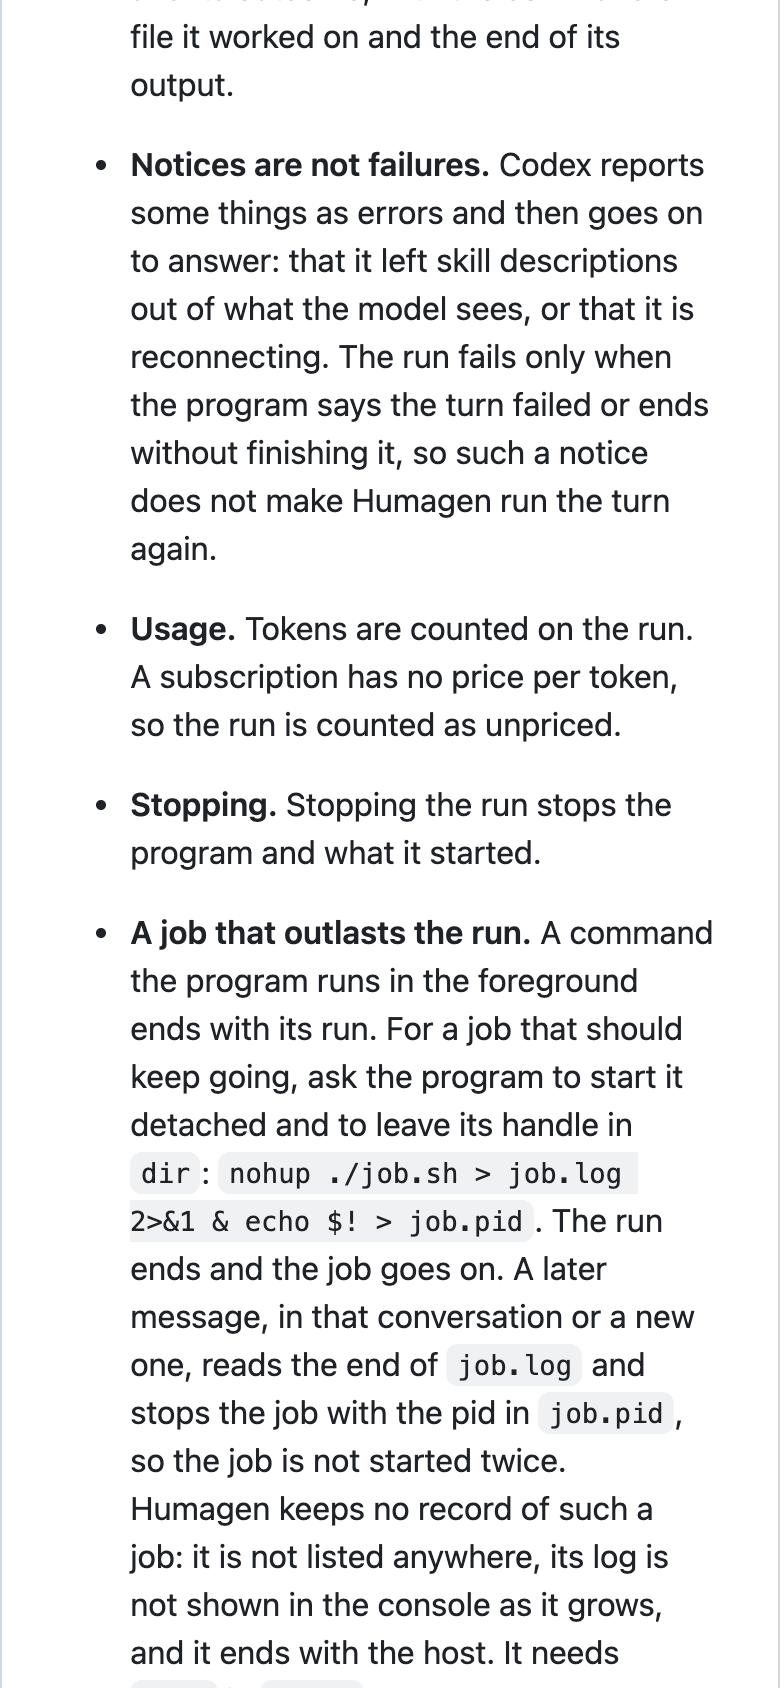 file it worked on and the end of its
output.
• Notices are not failures. Codex reports
some things as errors and then goes on
to answer: that it left skill descriptions
out of what the model sees, or that it is
reconnecting. The run fails only when
the program says the turn failed or ends
without finishing it, so such a notice
does not make Humagen run the turn
again.
• Usage. Tokens are counted on the run.
A subscription has no price per token,
so the run is counted as unpriced.
• Stopping. Stopping the run stops the
program and what it started.
• A job that outlasts the run. A command
the program runs in the foreground
ends with its run. For a job that should
keep going, ask the program to start it
detached and to leave its handle in
dir: nohup ./job.sh > job.log
2>&1 & echo $! > job.pid. The run
ends and the job goes on. A later
message, in that conversation or a new
one, reads the end of job.log and
stops the job with the pid in job.pid,
so the job is not started twice.
Humagen keeps no record of such a
job: it is not listed anywhere, its log is
not shown in the console as it grows,
and it ends with the host. It needs